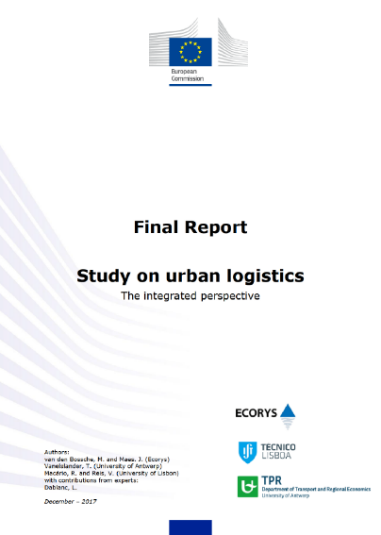 European
Commission
Final Report
Study on urban logistics
The integrated perspective
ECORYS
TÉCNICO
LISBOA
TPR
Department of Transport and Regional Economics
University of Antwerp
Authors:
van den Bossche, M. and Maes, J. (Ecorys)
Vanelslander, T. (University of Antwerp)
Macário, R. and Reis, V. (University of Lisbon)
with contributions from experts:
Dablanc, L.
December – 2017